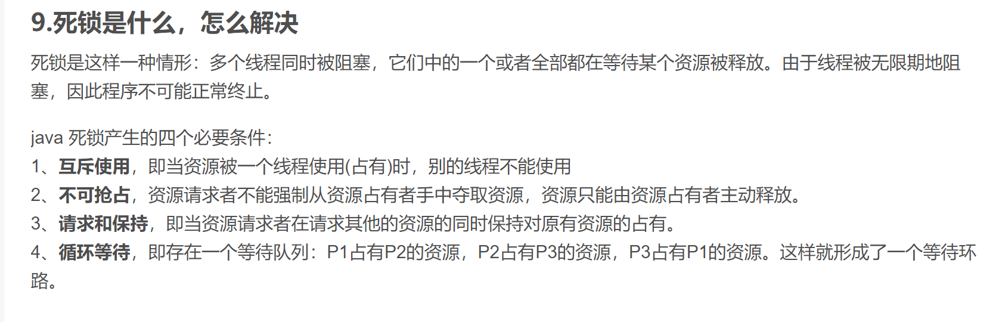 9.死锁是什么，怎么解决
死锁是这样一种情形：多个线程同时被阻塞，它们中的一个或者全部都在等待某个资源被释放。由于线程被无限期地阻
塞，因此程序不可能正常终止。
java 死锁产生的四个必要条件：
1、互斥使用，即当资源被一个线程使用(占有)时，别的线程不能使用
2、不可抢占，资源请求者不能强制从资源占有者手中夺取资源，资源只能由资源占有者主动释放。
3、请求和保持，即当资源请求者在请求其他的资源的同时保持对原有资源的占有。
4、循环等待，即存在一个等待队列：P1占有P2的资源，P2占有P3的资源，P3占有P1的资源。这样就形成了一个等待环
路。